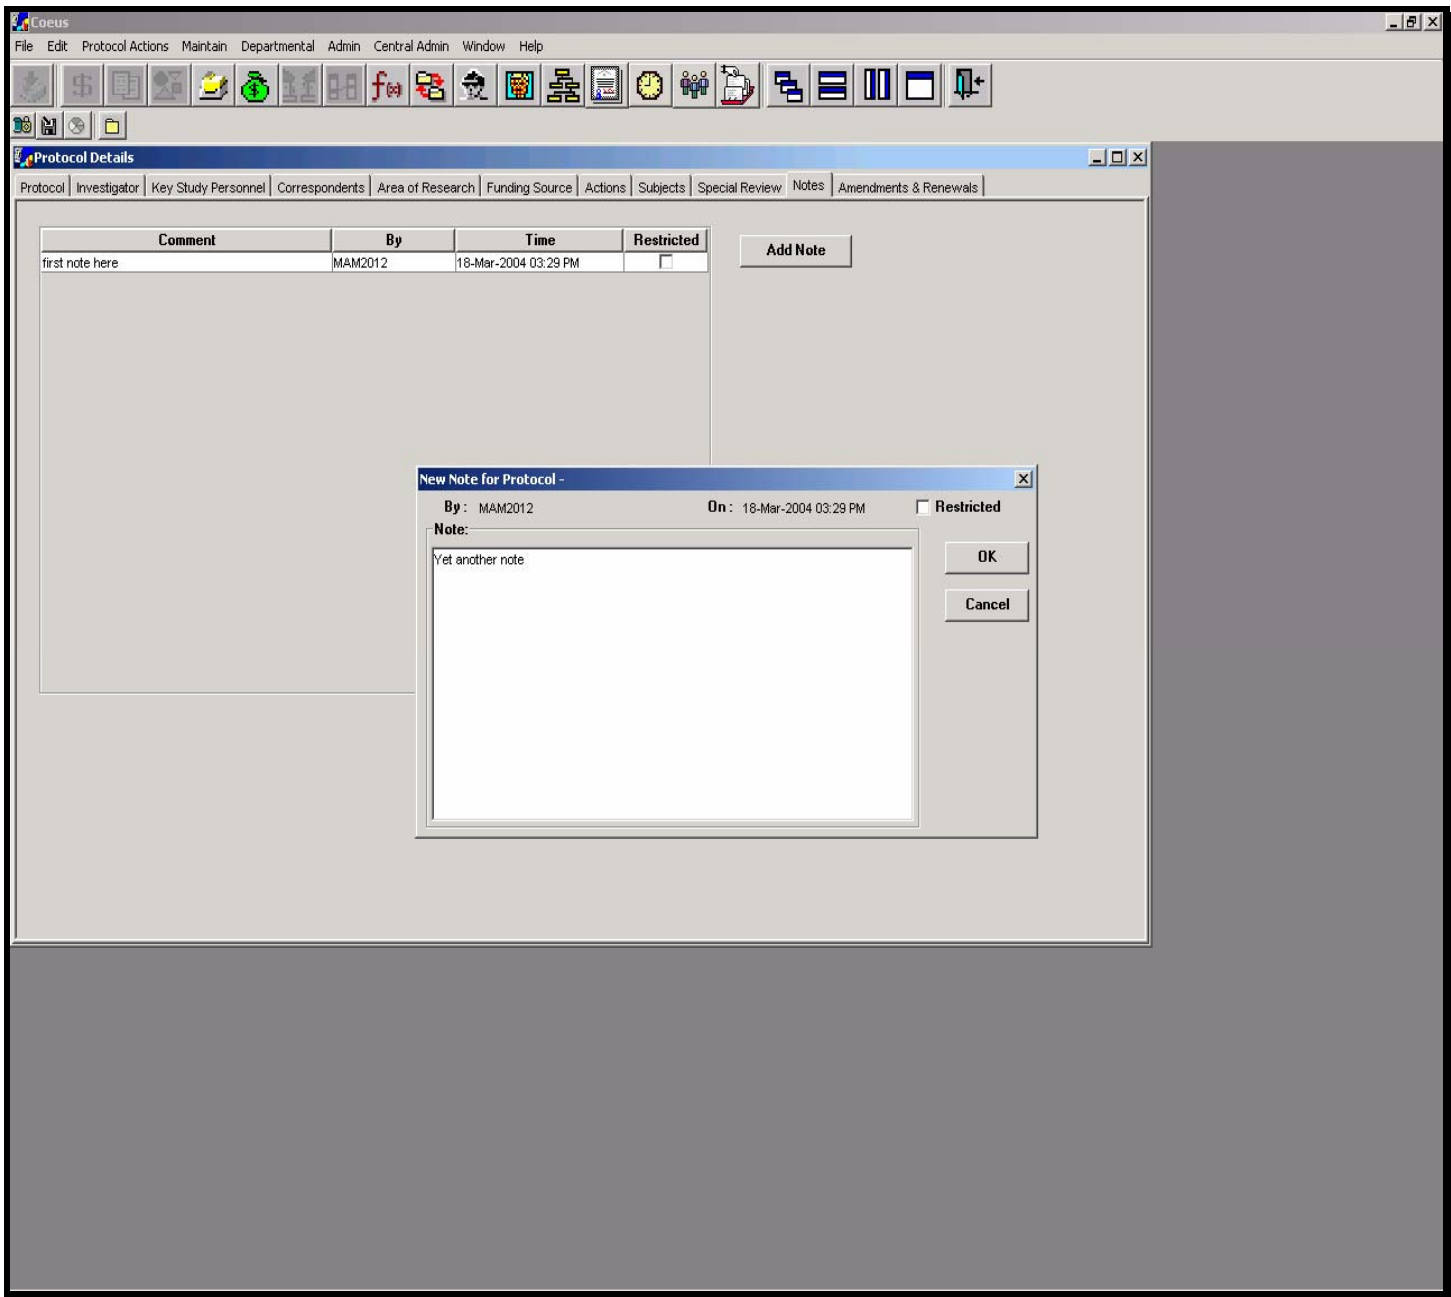 Coeus
File Edit Protocol Actions Maintain Departmental Admin Central Admin Window Help
Protocol Details
Protocol Investigator Key Study Personnel Correspondents Area of Research Funding Source Actions Subjects Special Review Notes Amendments & Renewals
Comment By Time Restricted
first note here MAM2012 18-Mar-2004 03:29 PM
Add Note
New Note for Protocol -
By : MAM2012 On : 18-Mar-2004 03:29 PM Restricted
Note:
Yet another note
OK
Cancel